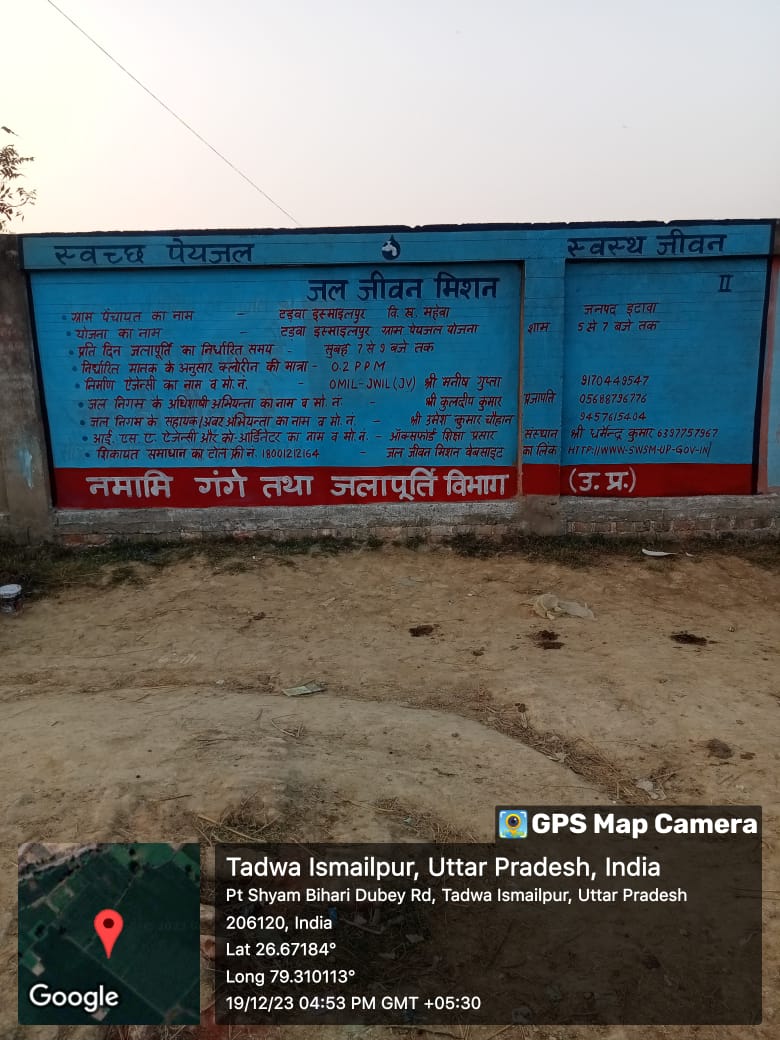 स्वच्छ पेयजल स्वस्थ जीवन
जल जीवन मिशन II
ग्राम पंचायत का नाम - टडवा इस्माइलपुर वि. ख. महेबा जनपद इटावा
योजना का नाम - टडवा इस्माइलपुर ग्राम पेयजल योजना
प्रति दिन जलापूर्ति का निर्धारित समय - सुबह 7 से 9 बजे तक शाम 5 से 7 बजे तक
निर्धारित मानक के अनुसार क्लोरीन की मात्रा - 0.2 PPM
निर्माण ऐजेन्सी का नाम व मो. नं. - OMIL-JWIL (JV) श्री मनीष गुप्ता 9170449547
जल निगम के अधिशाषी अभियन्ता का नाम व मो. नं. - श्री कुलदीप कुमार प्रजापति 05688796776
जल निगम के सहायक/अवर अभियन्ता का नाम व मो. नं. - श्री उमेश कुमार चौहान 9457615404
आई. एस. ए. ऐजेन्सी और को-आर्डिनेटर का नाम व मो. नं. - ऑक्सफोर्ड शिक्षा प्रसार संस्थान श्री धर्मेन्द्र कुमार 6397757967
शिकायत समाधान का टोल फ्री नं. 18001212164 - जल जीवन मिशन वेबसाइट का लिंक HTTP://WWW-SWSM-UP-GOV-IN/
नमामि गंगे तथा जलापूर्ति विभाग (उ. प्र.)
GPS Map Camera
Tadwa Ismailpur, Uttar Pradesh, India
Pt Shyam Bihari Dubey Rd, Tadwa Ismailpur, Uttar Pradesh
206120, India
Lat 26.67184°
Long 79.310113°
19/12/23 04:53 PM GMT +05:30
Google